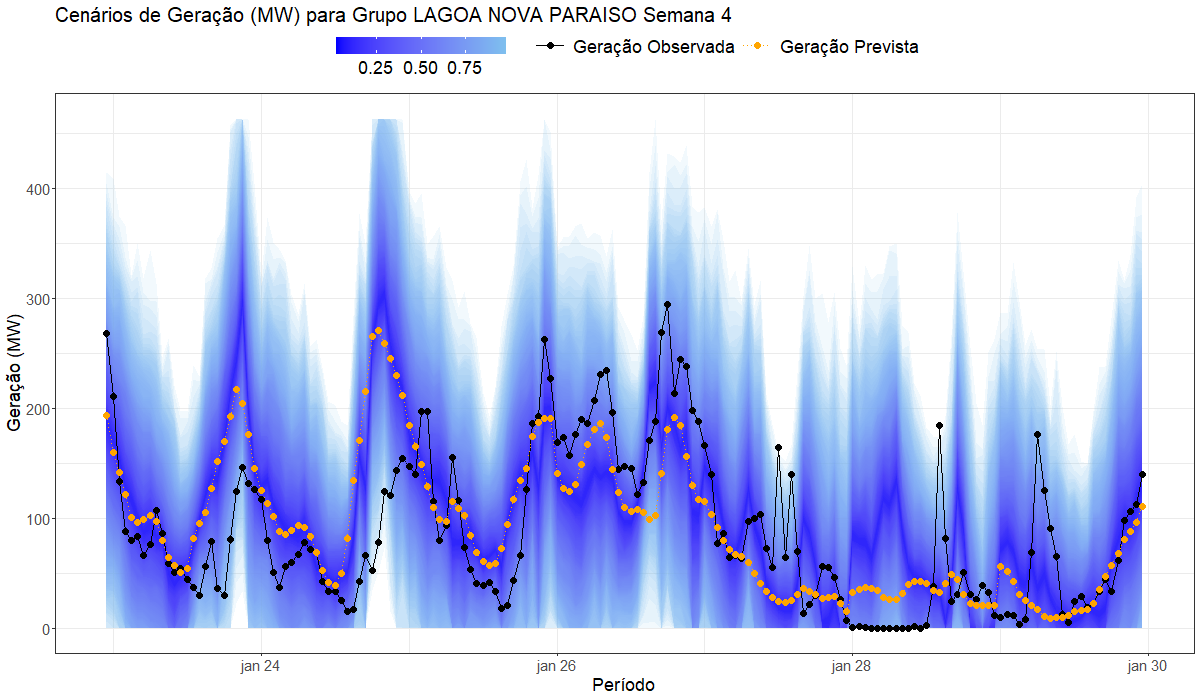 Cenários de Geração (MW) para Grupo LAGOA NOVA PARAISO Semana 4
0.25 0.50 0.75
Geração Observada
Geração Prevista
Geração (MW)
400
300
200
100
0
jan 24
jan 26
jan 28
jan 30
Período